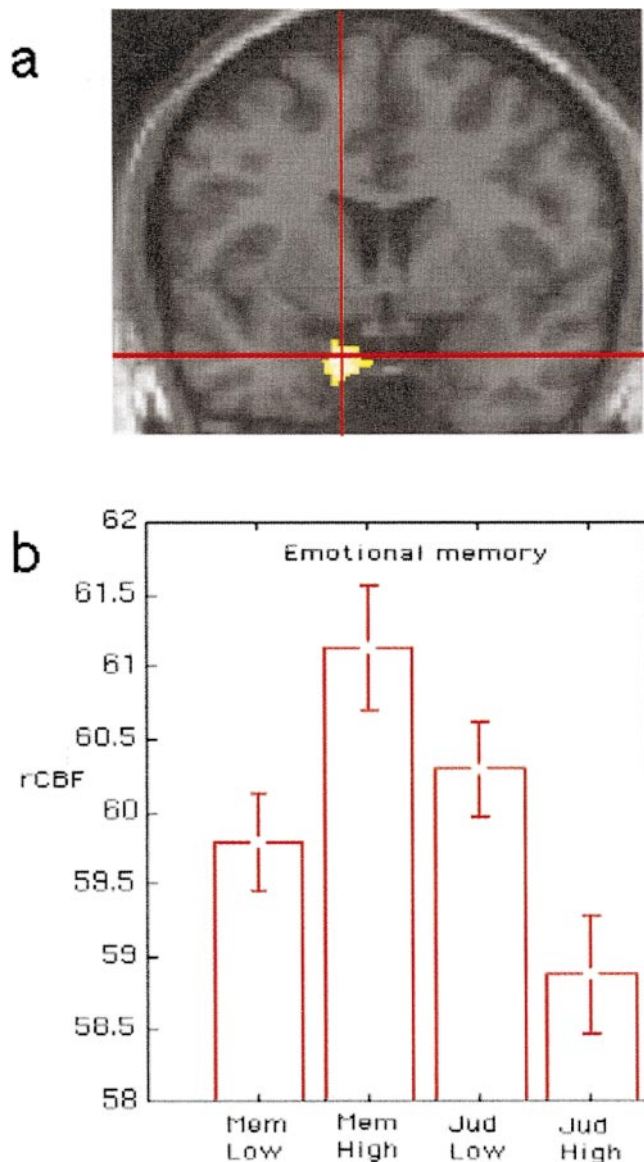 a
b
Emotional memory
62
61.5
61
60.5
60
59.5
59
58.5
58
rCBF
Mem Low
Mem High
Jud Low
Jud High